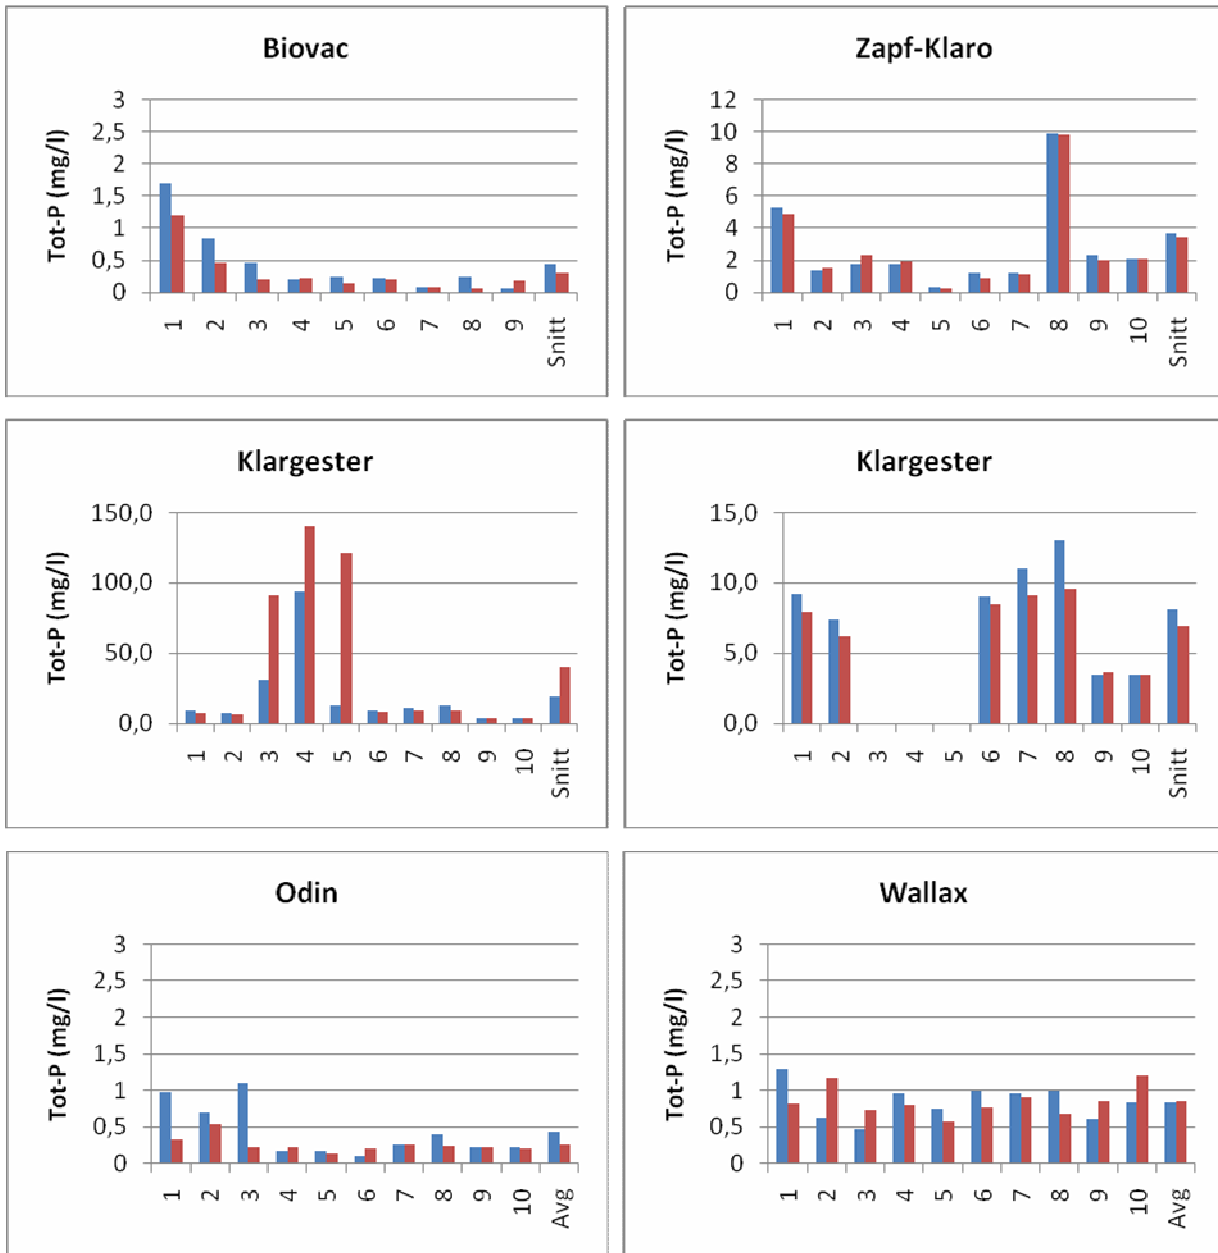 Biovac
Tot-P (mg/l)
3
2,5
2
1,5
1
0,5
0
1 2 3 4 5 6 7 8 9 Snitt
Zapf-Klaro
Tot-P (mg/l)
12
10
8
6
4
2
0
1 2 3 4 5 6 7 8 9 10 Snitt
Klargester
Tot-P (mg/l)
150,0
100,0
50,0
0,0
1 2 3 4 5 6 7 8 9 10 Snitt
Klargester
Tot-P (mg/l)
15,0
10,0
5,0
0,0
1 2 3 4 5 6 7 8 9 10 Snitt
Odin
Tot-P (mg/l)
3
2,5
2
1,5
1
0,5
0
1 2 3 4 5 6 7 8 9 10 Avg
Wallax
Tot-P (mg/l)
3
2,5
2
1,5
1
0,5
0
1 2 3 4 5 6 7 8 9 10 Avg